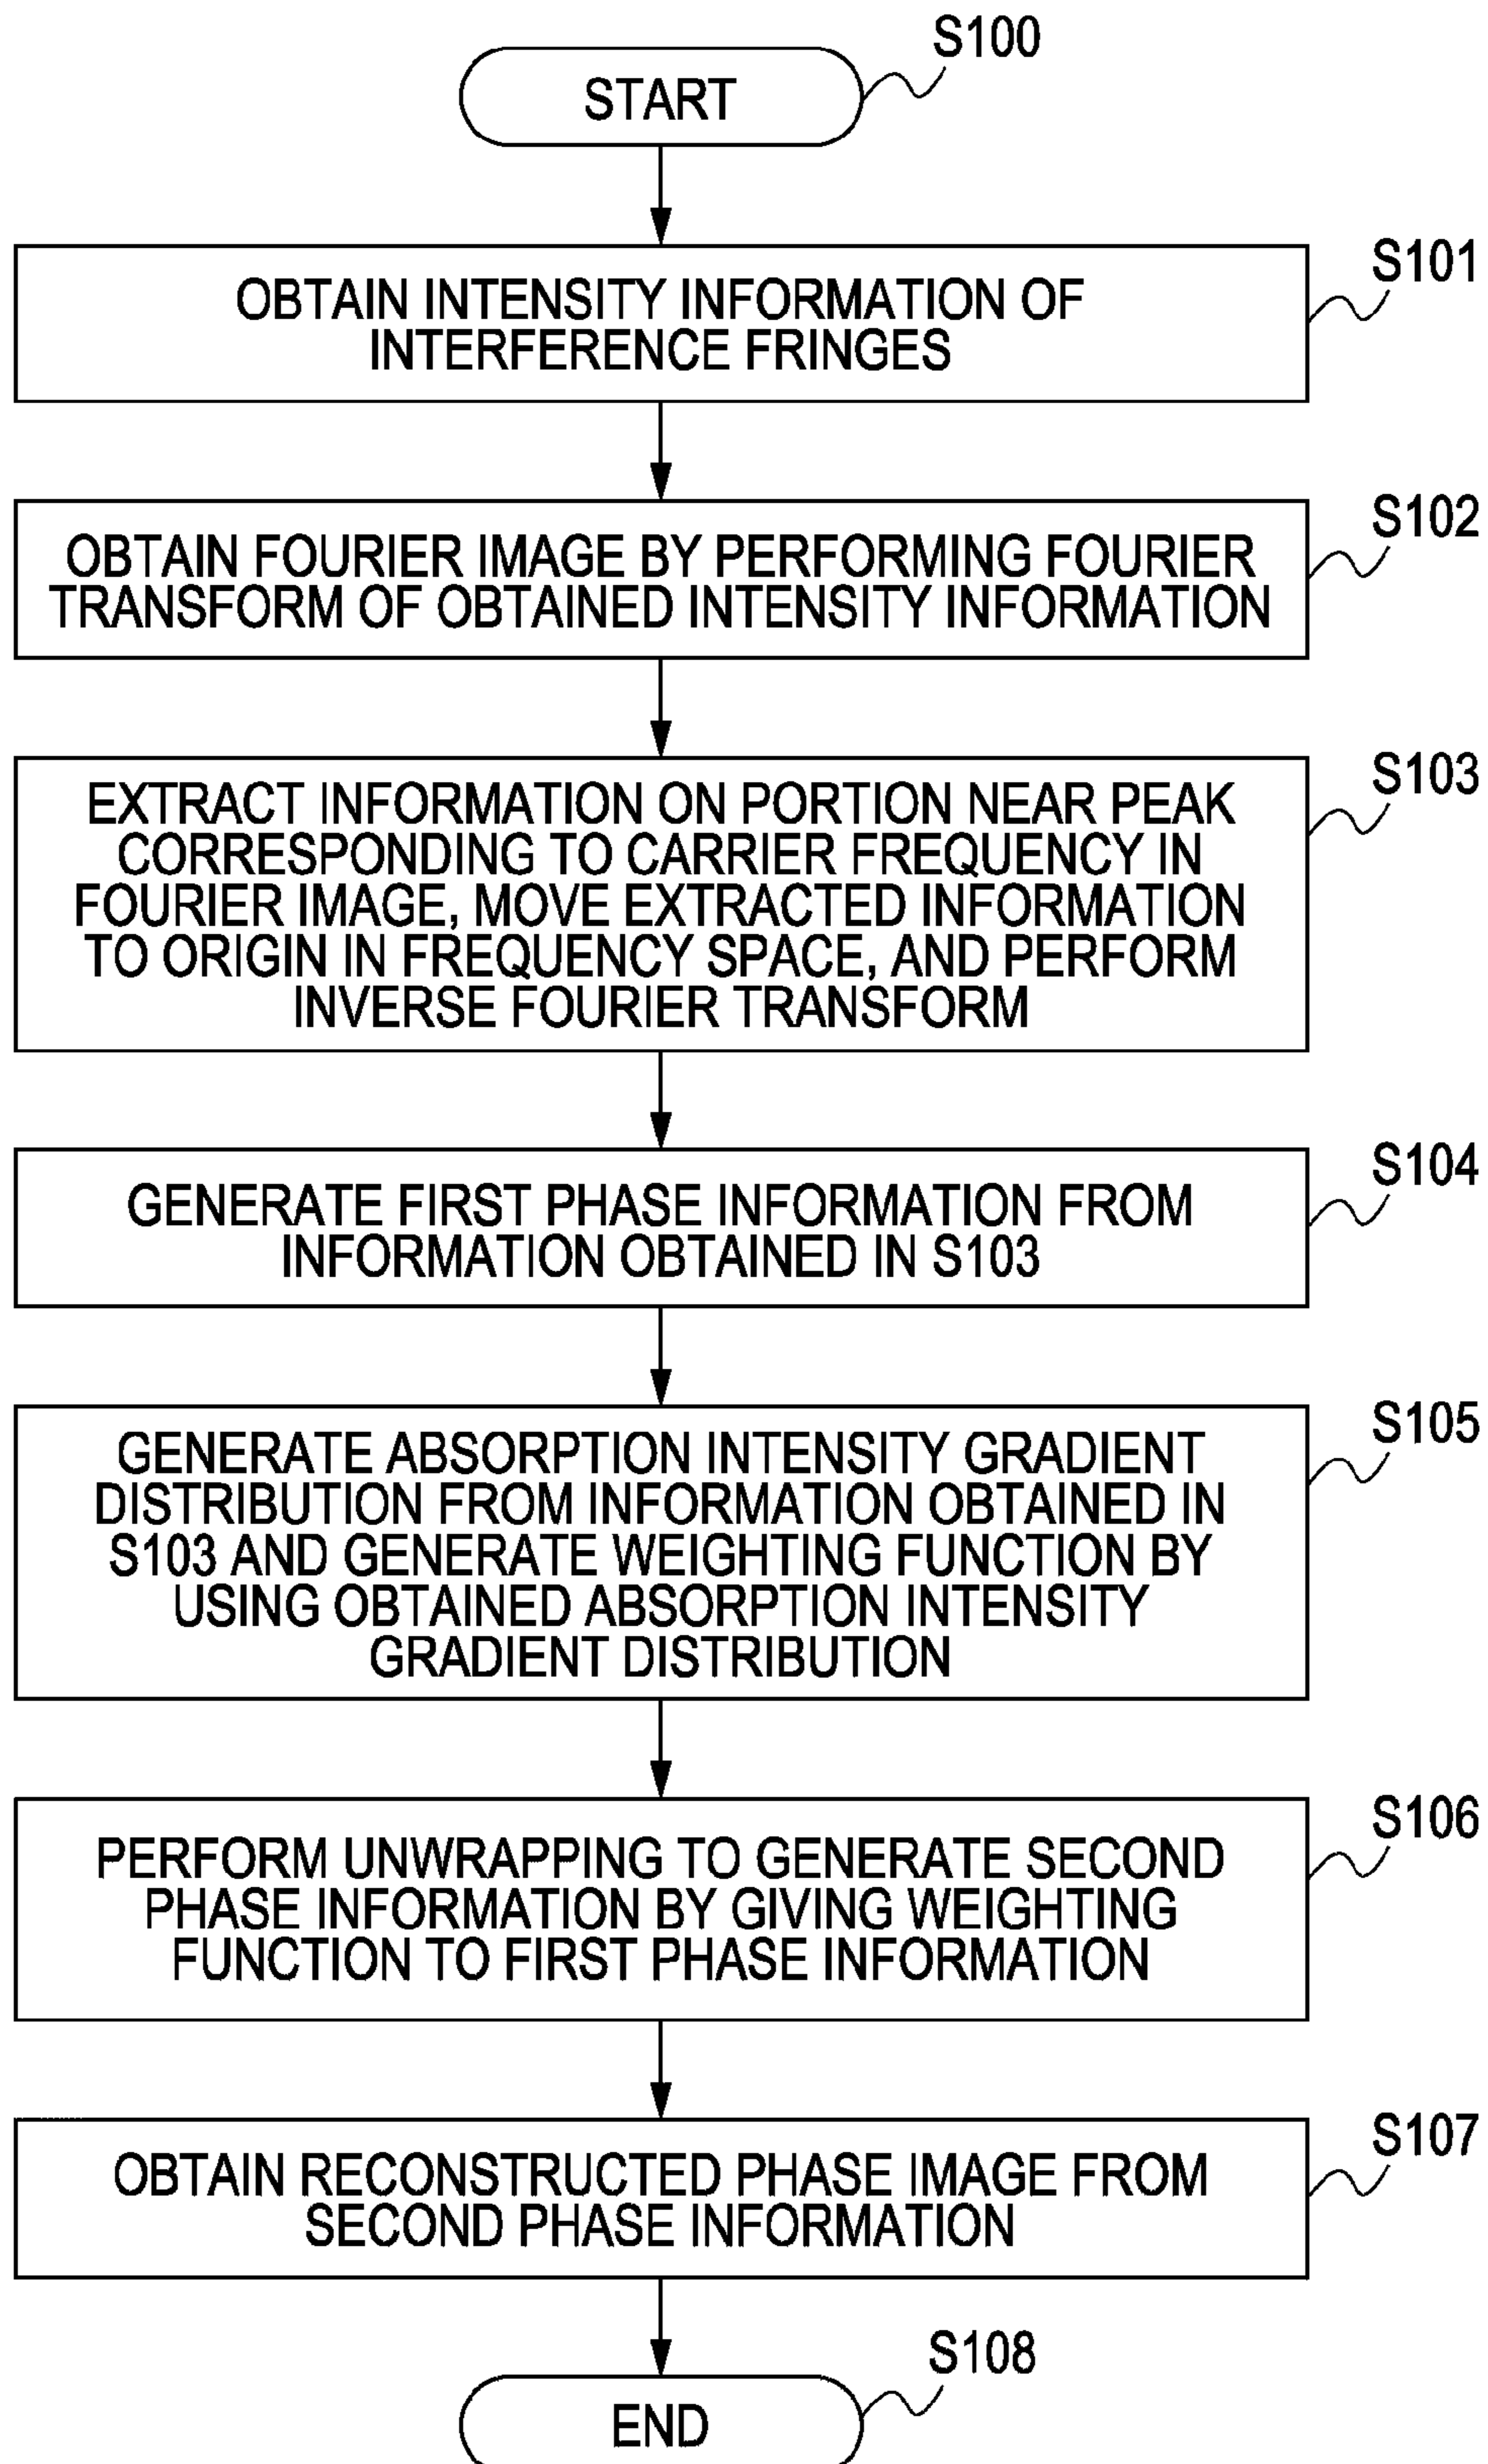 S100
START
S101
OBTAIN INTENSITY INFORMATION OF
INTERFERENCE FRINGES
S102
OBTAIN FOURIER IMAGE BY PERFORMING FOURIER
TRANSFORM OF OBTAINED INTENSITY INFORMATION
S103
EXTRACT INFORMATION ON PORTION NEAR PEAK
CORRESPONDING TO CARRIER FREQUENCY IN
FOURIER IMAGE, MOVE EXTRACTED INFORMATION
TO ORIGIN IN FREQUENCY SPACE, AND PERFORM
INVERSE FOURIER TRANSFORM
S104
GENERATE FIRST PHASE INFORMATION FROM
INFORMATION OBTAINED IN S103
S105
GENERATE ABSORPTION INTENSITY GRADIENT
DISTRIBUTION FROM INFORMATION OBTAINED IN
S103 AND GENERATE WEIGHTING FUNCTION BY
USING OBTAINED ABSORPTION INTENSITY
GRADIENT DISTRIBUTION
S106
PERFORM UNWRAPPING TO GENERATE SECOND
PHASE INFORMATION BY GIVING WEIGHTING
FUNCTION TO FIRST PHASE INFORMATION
S107
OBTAIN RECONSTRUCTED PHASE IMAGE FROM
SECOND PHASE INFORMATION
S108
END